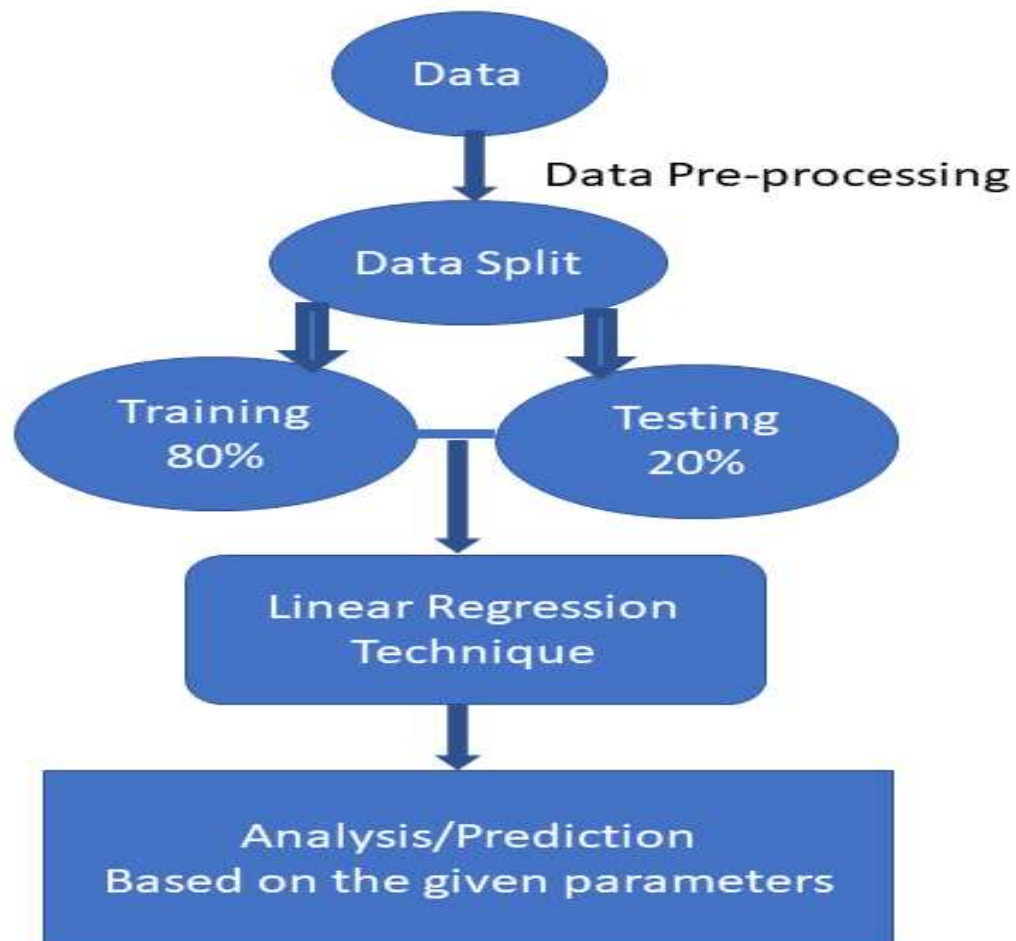 Data
Data Pre-processing
Data Split
Training
80%
Testing
20%
Linear Regression
Technique
Analysis/Prediction
Based on the given parameters